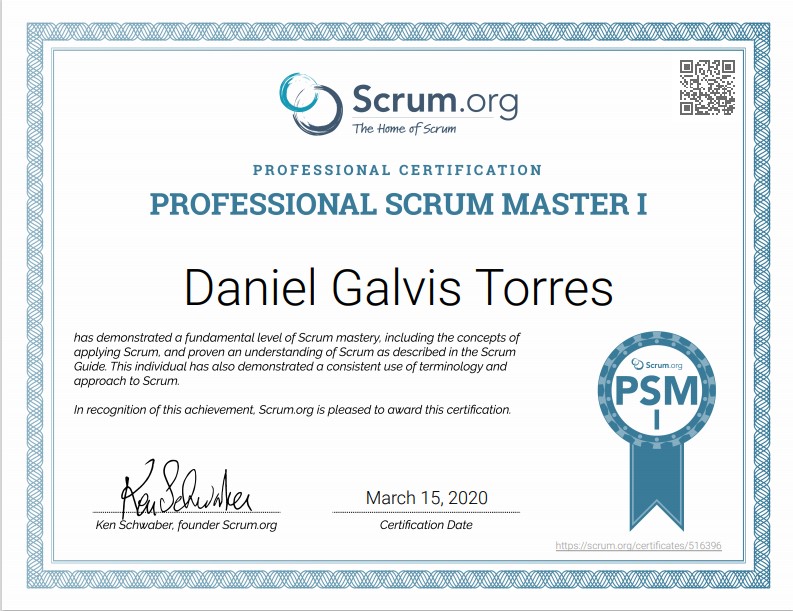 Scrum.org
The Home of Scrum
PROFESSIONAL CERTIFICATION
PROFESSIONAL SCRUM MASTER I
Daniel Galvis Torres
has demonstrated a fundamental level of Scrum mastery, including the concepts of
applying Scrum, and proven an understanding of Scrum as described in the Scrum
Guide. This individual has also demonstrated a consistent use of terminology and
approach to Scrum.
In recognition of this achievement, Scrum.org is pleased to award this certification.
Scrum.org
PSM
I
Ken Schwaber
March 15, 2020
Ken Schwaber, founder Scrum.org
Certification Date
https://scrum.org/certificates/516396